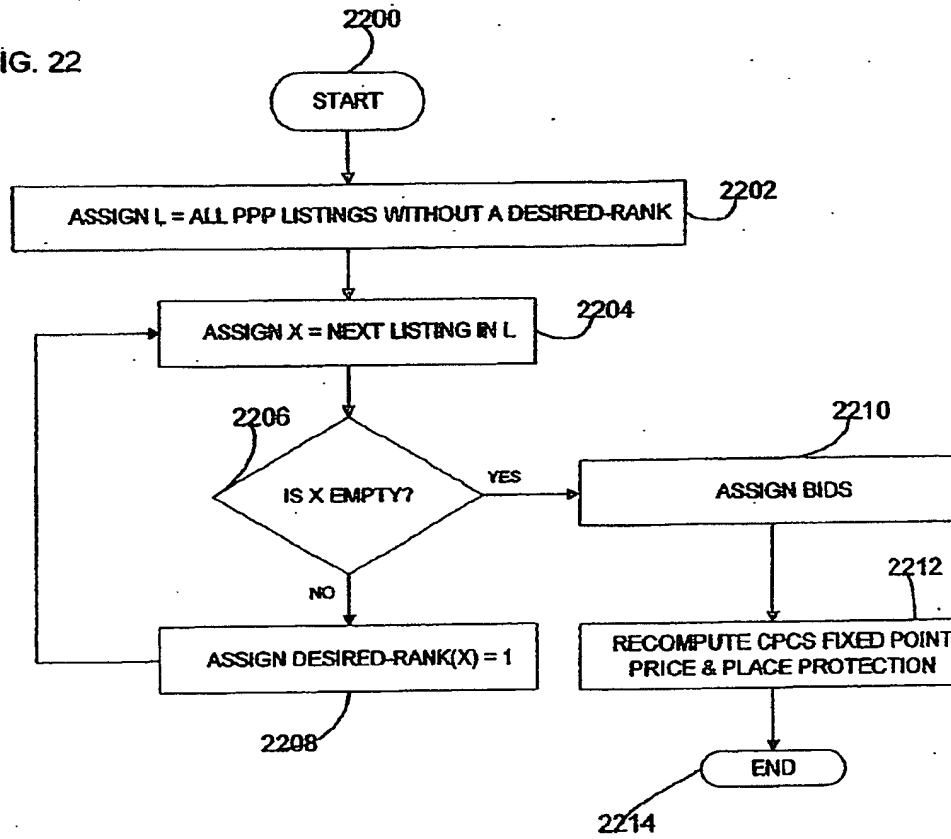 2200
IG. 22
START
ASSIGN L = ALL PPP LISTINGS WITHOUT A DESIRED-RANK
2202
ASSIGN X = NEXT LISTING IN L
2204
2206
IS X EMPTY?
YES
NO
ASSIGN DESIRED-RANK(X) = 1
2208
2210
ASSIGN BIDS
2212
RECOMPUTE CPCS FIXED POINT
PRICE & PLACE PROTECTION
END
2214